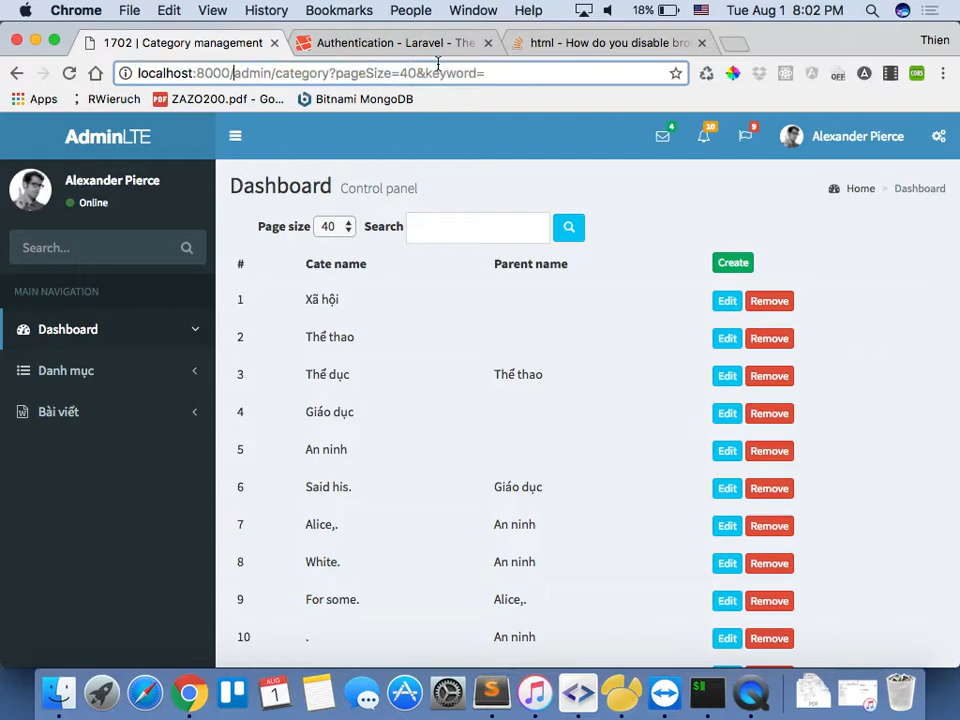 Chrome File Edit View History Bookmarks People Window Help 18% Tue Aug 1 8:02 PM
1702 | Category management Authentication - Laravel - The html - How do you disable bro Thien
localhost:8000/admin/category?pageSize=40&keyword= OFF CORS
Apps RWieruch PDF ZAZO200.pdf - Go... Bitnami MongoDB
AdminLTE 4 10 9 Alexander Pierce
Alexander Pierce
Online
Dashboard Control panel Home > Dashboard
Page size 40 Search
Search...
# Cate name Parent name Create
MAIN NAVIGATION
1 Xã hội Edit Remove
Dashboard
2 Thể thao Edit Remove
Danh mục
3 Thể dục Thể thao Edit Remove
Bài viết
4 Giáo dục Edit Remove
5 An ninh Edit Remove
6 Said his. Giáo dục Edit Remove
7 Alice,. An ninh Edit Remove
8 White. An ninh Edit Remove
9 For some. Alice,. Edit Remove
10 . An ninh Edit Remove